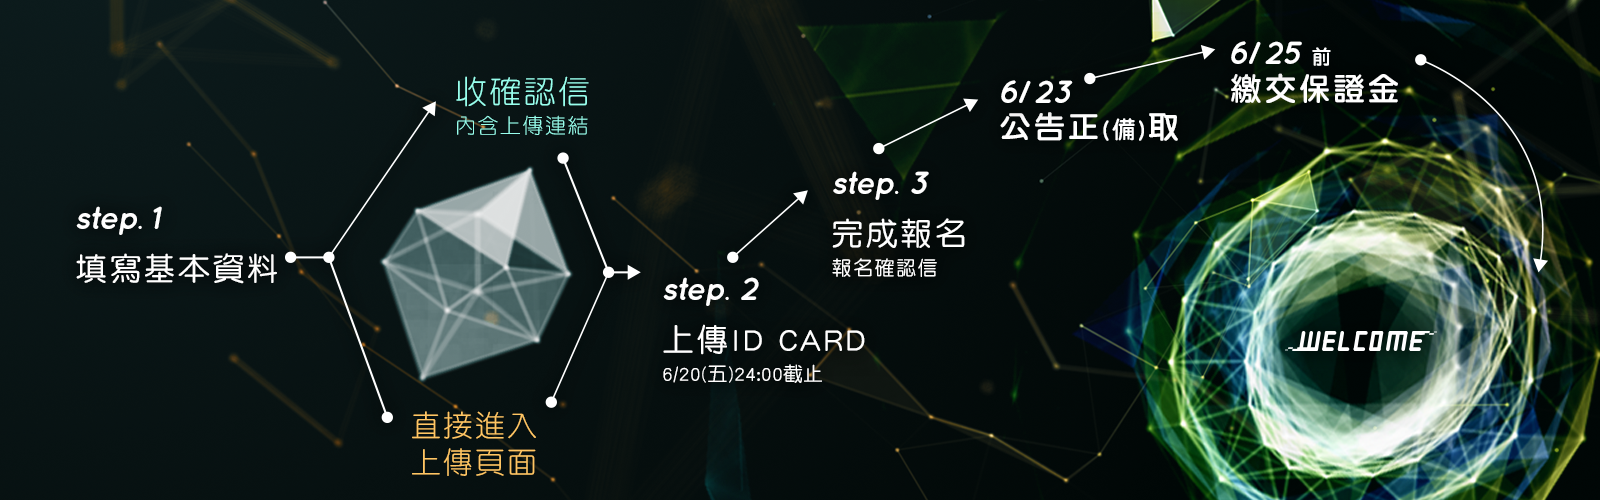 step. 1
填寫基本資料
收確認信
內含上傳連結
直接進入
上傳頁面
step. 2
上傳ID CARD
6/20(五)24:00截止
step. 3
完成報名
報名確認信
6/23
公告正(備)取
6/25 前
繳交保證金
WELCOME